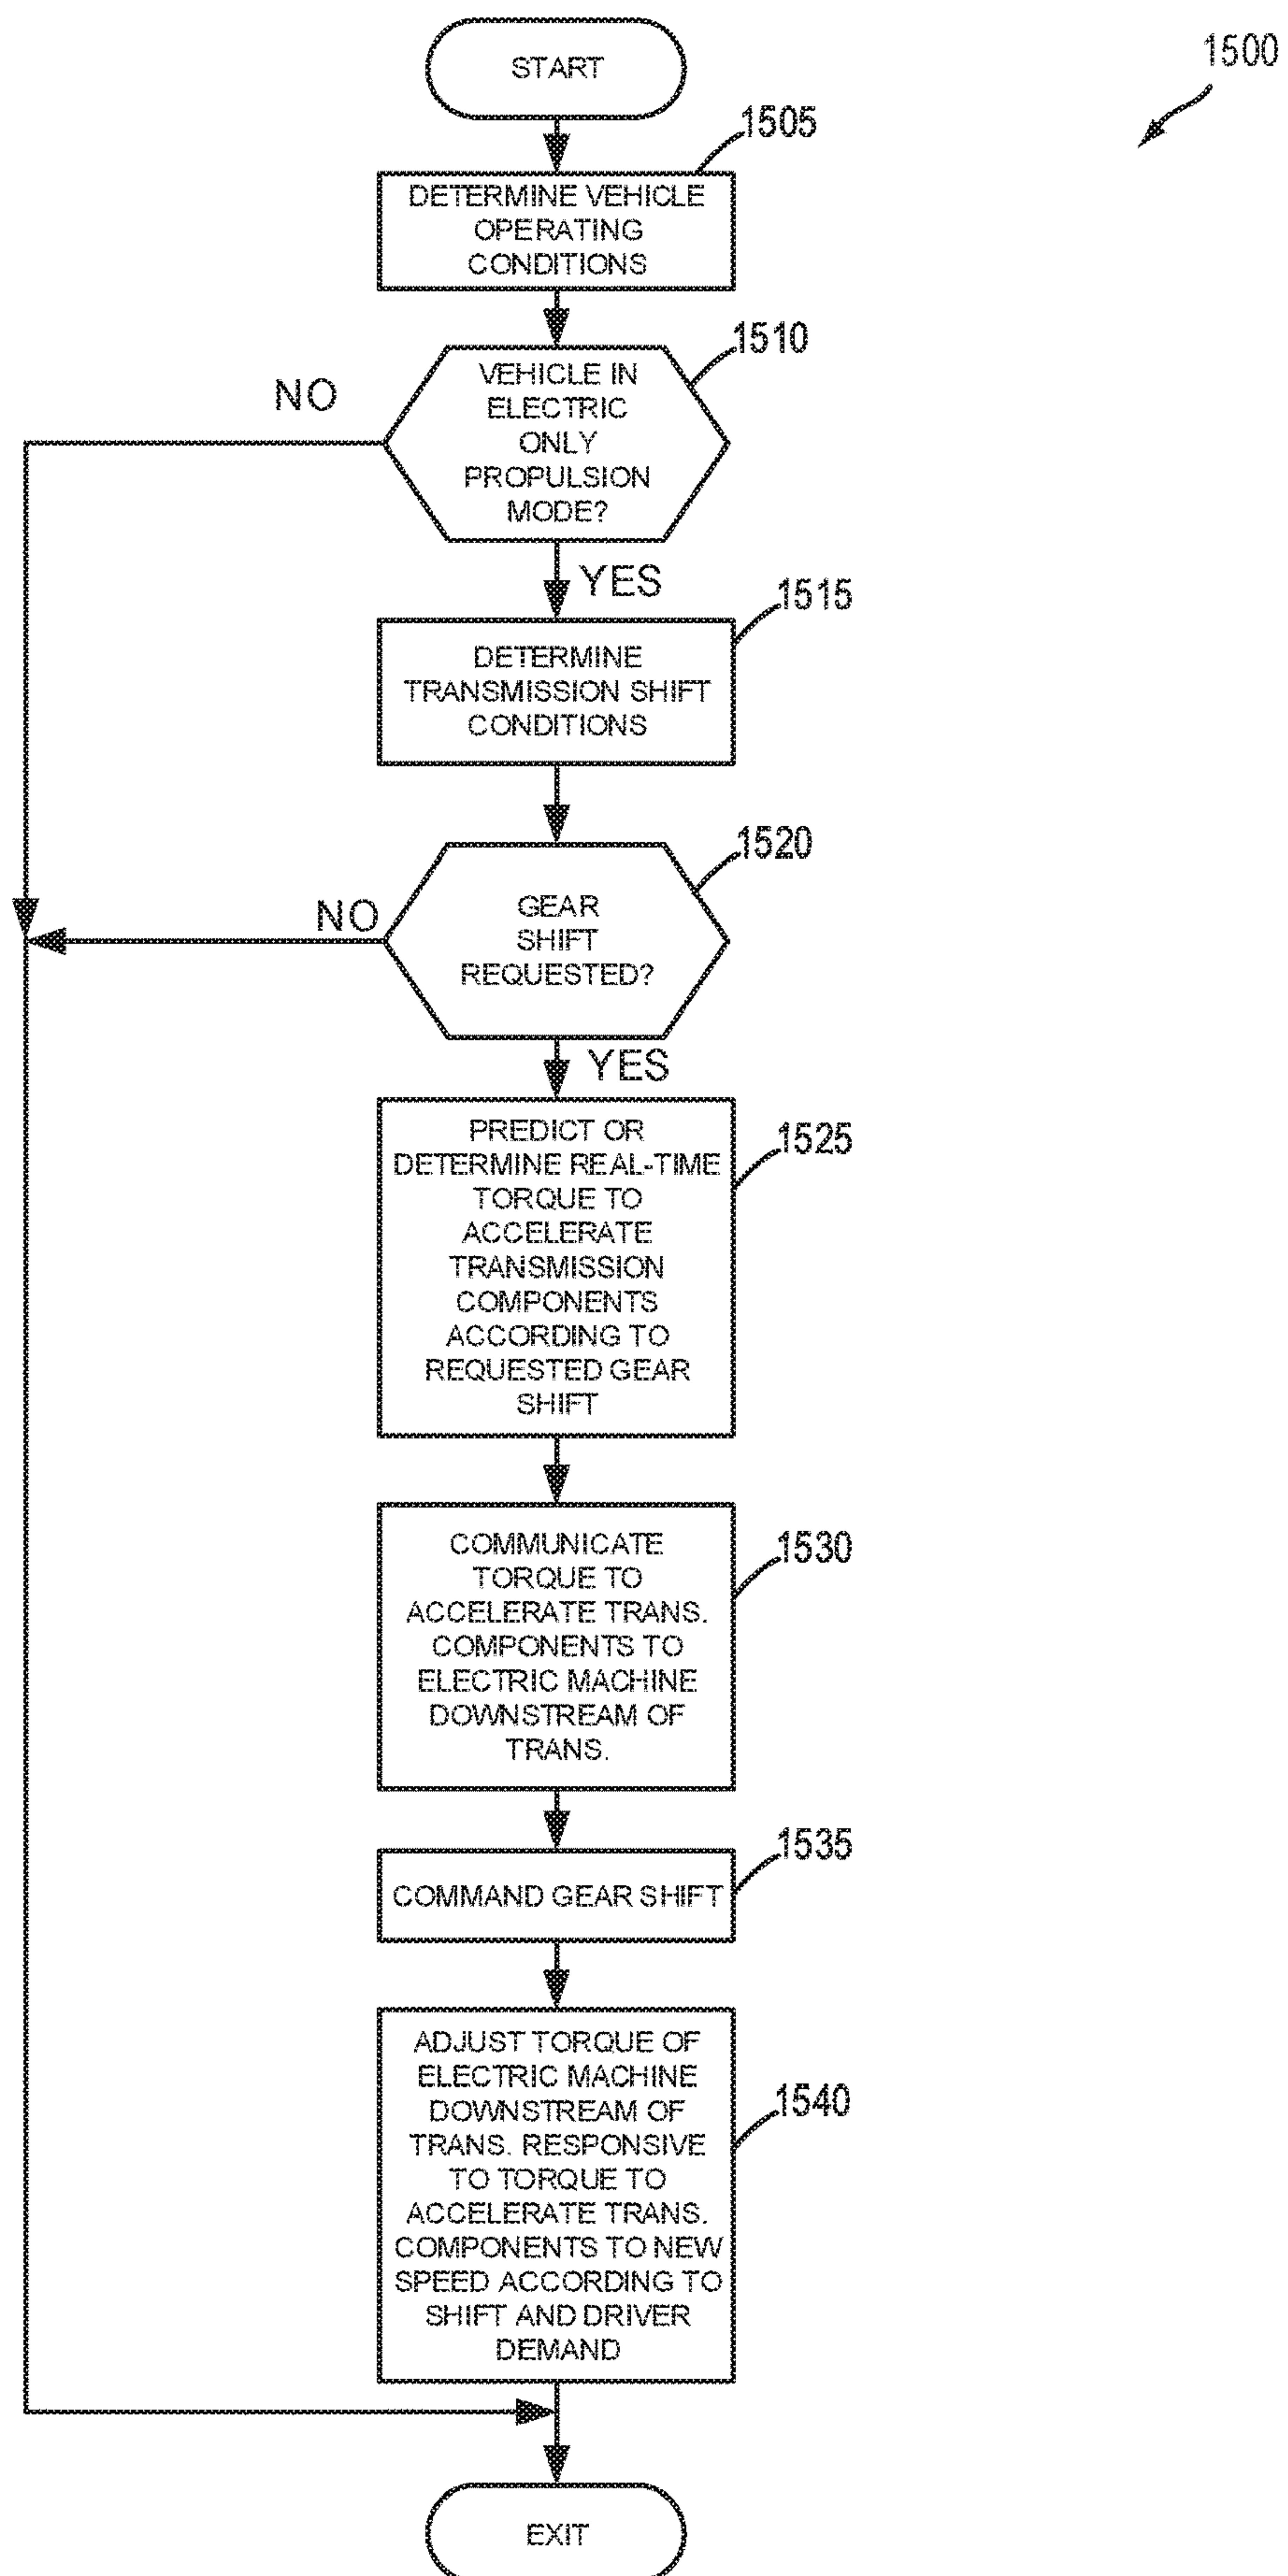 START
1500
1505
DETERMINE VEHICLE
OPERATING
CONDITIONS
1510
VEHICLE IN
ELECTRIC
ONLY
PROPULSION
MODE?
NO
YES
1515
DETERMINE
TRANSMISSION SHIFT
CONDITIONS
1520
GEAR
SHIFT
REQUESTED?
NO
YES
1525
PREDICT OR
DETERMINE REAL-TIME
TORQUE TO
ACCELERATE
TRANSMISSION
COMPONENTS
ACCORDING TO
REQUESTED GEAR
SHIFT
1530
COMMUNICATE
TORQUE TO
ACCELERATE TRANS.
COMPONENTS TO
ELECTRIC MACHINE
DOWNSTREAM OF
TRANS.
1535
COMMAND GEAR SHIFT
1540
ADJUST TORQUE OF
ELECTRIC MACHINE
DOWNSTREAM OF
TRANS. RESPONSIVE
TO TORQUE TO
ACCELERATE TRANS.
COMPONENTS TO NEW
SPEED ACCORDING TO
SHIFT AND DRIVER
DEMAND
EXIT